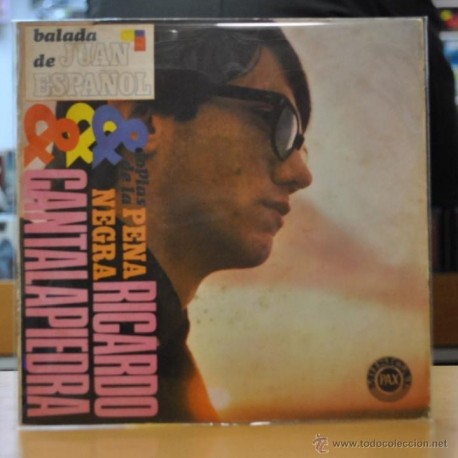 balada
de JUAN
ESPAÑOL
&&&
coplas
de la PENA
NEGRA
RICARDO
CANTALAPIEDRA
PAX
© www.todocoleccion.net